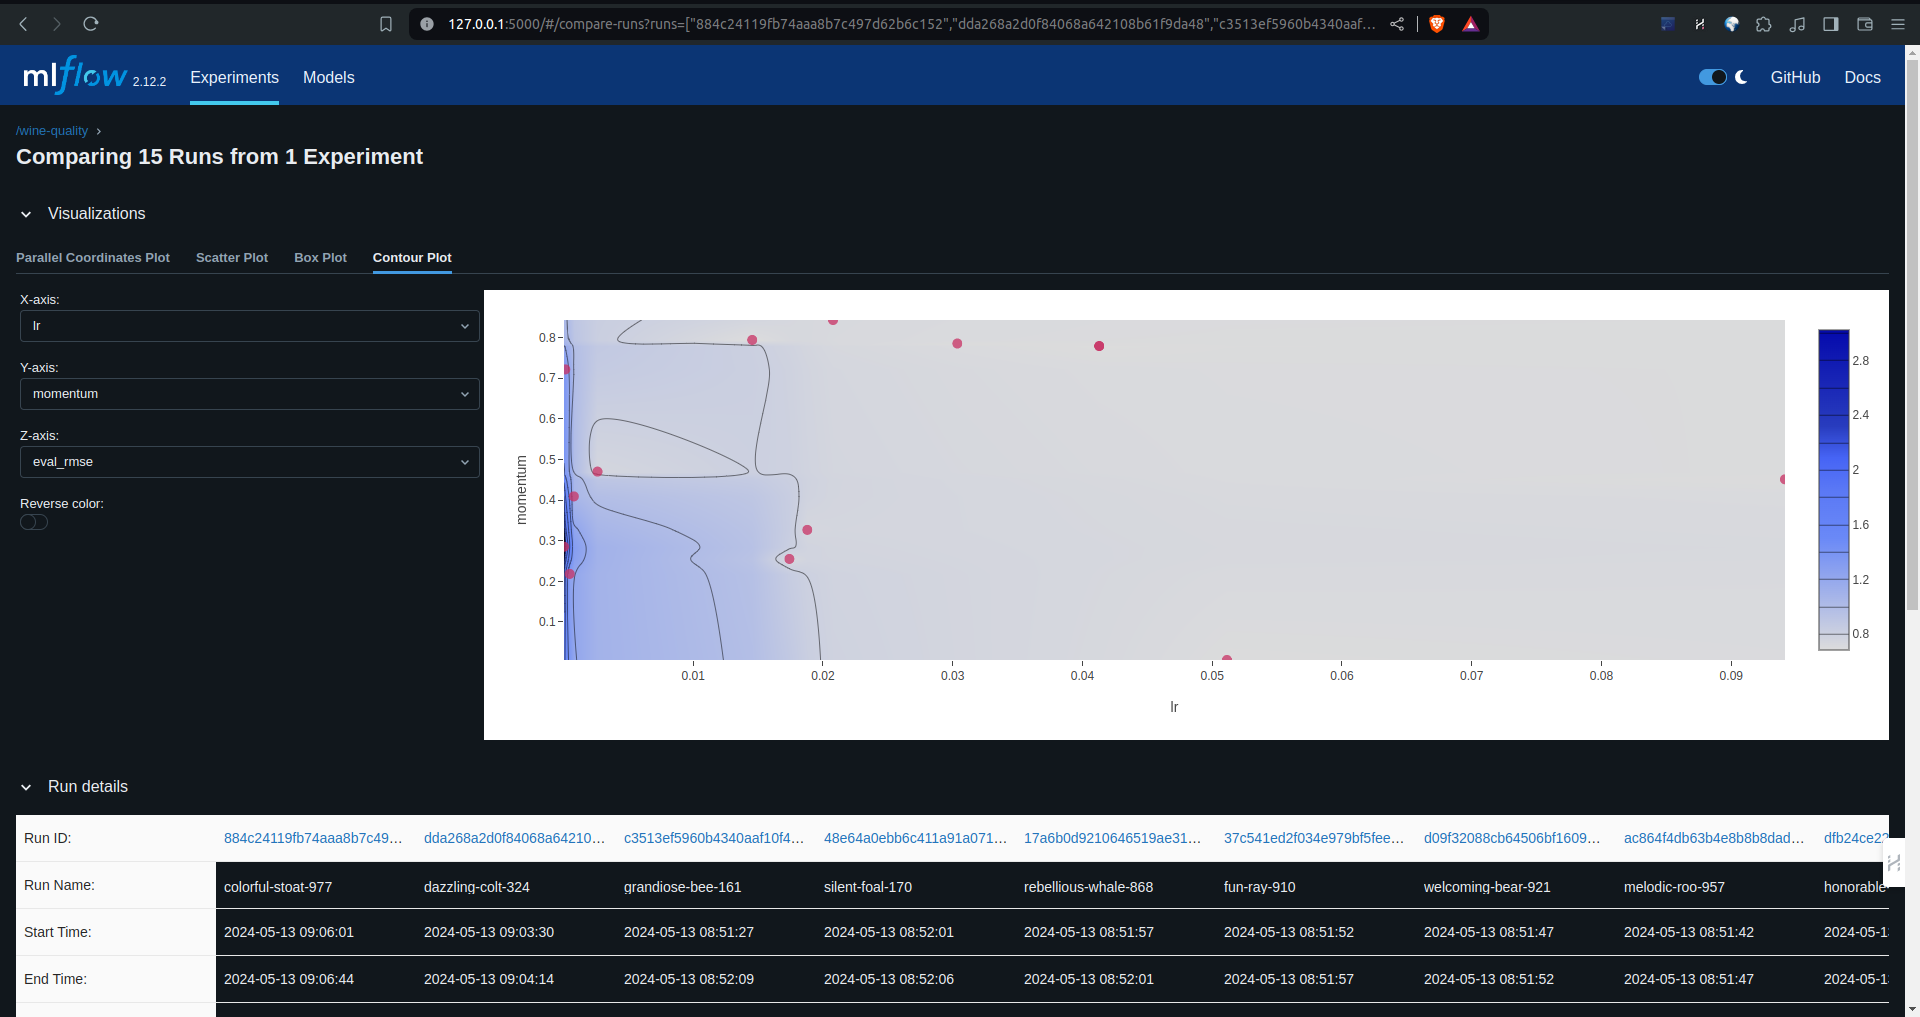 127.0.0.1:5000/#/compare-runs?runs=["884c24119fb74aaa8b7c497d62b6c152","dda268a2d0f84068a642108b61f9da48","c3513ef5960b4340aaf...
mlflow 2.12.2 Experiments Models GitHub Docs
/wine-quality
Comparing 15 Runs from 1 Experiment
Visualizations
Parallel Coordinates Plot Scatter Plot Box Plot Contour Plot
X-axis:
lr
Y-axis:
momentum
Z-axis:
eval_rmse
Reverse color:
momentum
0.8
0.7
0.6
0.5
0.4
0.3
0.2
0.1
0.01 0.02 0.03 0.04 0.05 0.06 0.07 0.08 0.09
lr
2.8
2.4
2
1.6
1.2
0.8
Run details
Run ID: 884c24119fb74aaa8b7c49... dda268a2d0f84068a64210... c3513ef5960b4340aaf10f4... 48e64a0ebb6c411a91a071... 17a6b0d9210646519ae31... 37c541ed2f034e979bf5fee... d09f32088cb64506bf1609... ac864f4db63b4e8b8b8dad... dfb24ce22
Run Name: colorful-stoat-977 dazzling-colt-324 grandiose-bee-161 silent-foal-170 rebellious-whale-868 fun-ray-910 welcoming-bear-921 melodic-roo-957 honorable-
Start Time: 2024-05-13 09:06:01 2024-05-13 09:03:30 2024-05-13 08:51:27 2024-05-13 08:52:01 2024-05-13 08:51:57 2024-05-13 08:51:52 2024-05-13 08:51:47 2024-05-13 08:51:42 2024-05-1
End Time: 2024-05-13 09:06:44 2024-05-13 09:04:14 2024-05-13 08:52:09 2024-05-13 08:52:06 2024-05-13 08:52:01 2024-05-13 08:51:57 2024-05-13 08:51:52 2024-05-13 08:51:47 2024-05-1